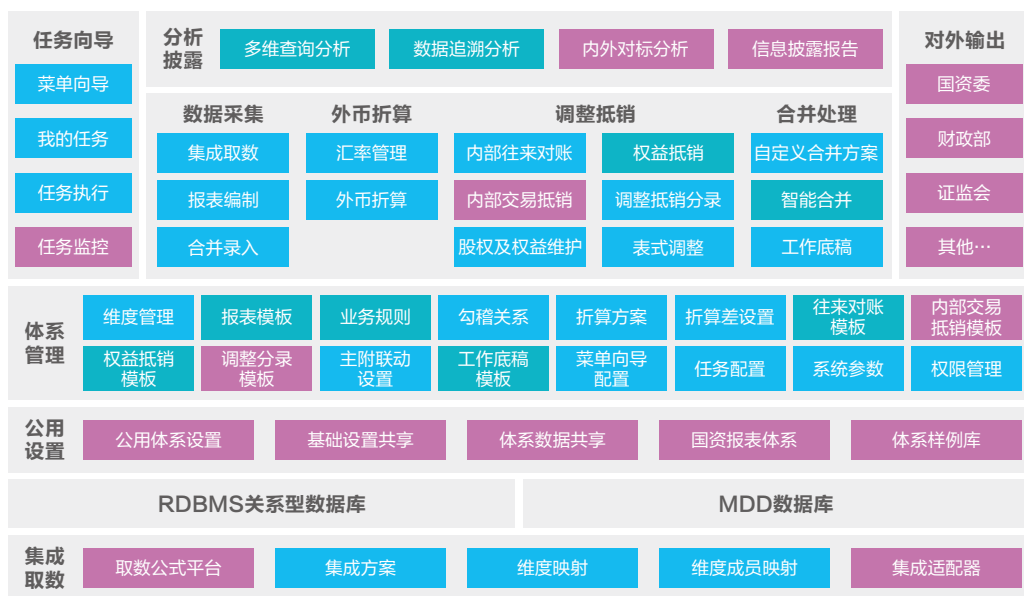 任务向导
菜单向导
我的任务
任务执行
任务监控
分析
披露
多维查询分析
数据追溯分析
内外对标分析
信息披露报告
数据采集
外币折算
调整抵销
合并处理
集成取数
汇率管理
内部往来对账
权益抵销
自定义合并方案
报表编制
外币折算
内部交易抵销
调整抵销分录
智能合并
合并录入
股权及权益维护
表式调整
工作底稿
对外输出
国资委
财政部
证监会
其他…
体系
管理
维度管理
报表模板
业务规则
勾稽关系
折算方案
折算差设置
往来对账
模板
内部交易
抵销模板
权益抵销
模板
调整分录
模板
主附联动
设置
工作底稿
模板
菜单向导
配置
任务配置
系统参数
权限管理
公用
设置
公用体系设置
基础设置共享
体系数据共享
国资报表体系
体系样例库
RDBMS关系型数据库
MDD数据库
集成
取数
取数公式平台
集成方案
维度映射
维度成员映射
集成适配器